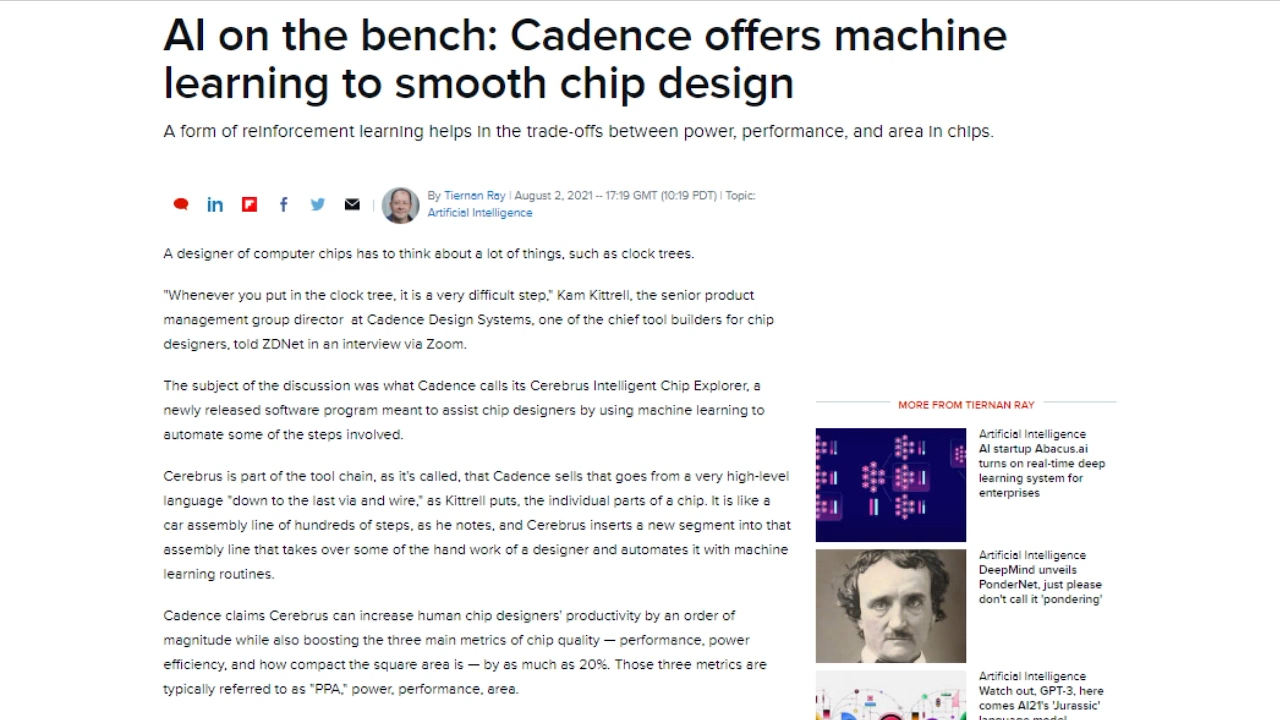 AI on the bench: Cadence offers machine
learning to smooth chip design
A form of reinforcement learning helps in the trade-offs between power, performance, and area in chips.
By Tiernan Ray | August 2, 2021 -- 17:19 GMT (10:19 PDT) | Topic:
Artificial Intelligence
A designer of computer chips has to think about a lot of things, such as clock trees.
"Whenever you put in the clock tree, it is a very difficult step," Kam Kittrell, the senior product
management group director  at Cadence Design Systems, one of the chief tool builders for chip
designers, told ZDNet in an interview via Zoom.
The subject of the discussion was what Cadence calls its Cerebrus Intelligent Chip Explorer, a
newly released software program meant to assist chip designers by using machine learning to
automate some of the steps involved.
Cerebrus is part of the tool chain, as it's called, that Cadence sells that goes from a very high-level
language "down to the last via and wire," as Kittrell puts, the individual parts of a chip. It is like a
car assembly line of hundreds of steps, as he notes, and Cerebrus inserts a new segment into that
assembly line that takes over some of the hand work of a designer and automates it with machine
learning routines.
Cadence claims Cerebrus can increase human chip designers' productivity by an order of
magnitude while also boosting the three main metrics of chip quality — performance, power
efficiency, and how compact the square area is — by as much as 20%. Those three metrics are
typically referred to as "PPA," power, performance, area.
MORE FROM TIERNAN RAY
Artificial Intelligence
AI startup Abacus.ai
turns on real-time deep
learning system for
enterprises
Artificial Intelligence
DeepMind unveils
PonderNet, just please
don't call it 'pondering'
Artificial Intelligence
Watch out, GPT-3, here
comes AI21's 'Jurassic'
language model